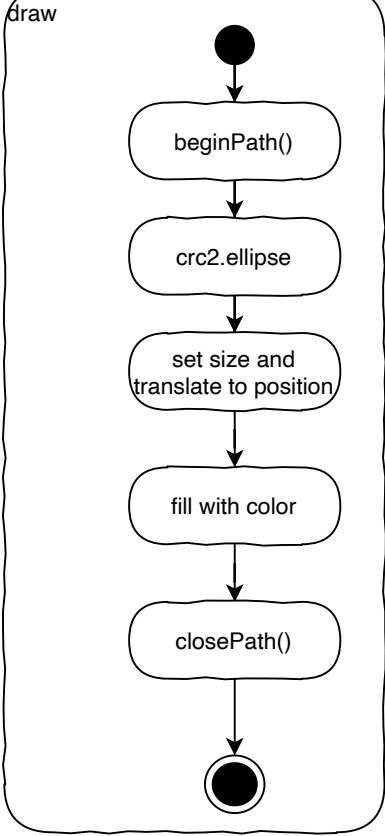 draw
beginPath()
crc2.ellipse
set size and
translate to position
fill with color
closePath()